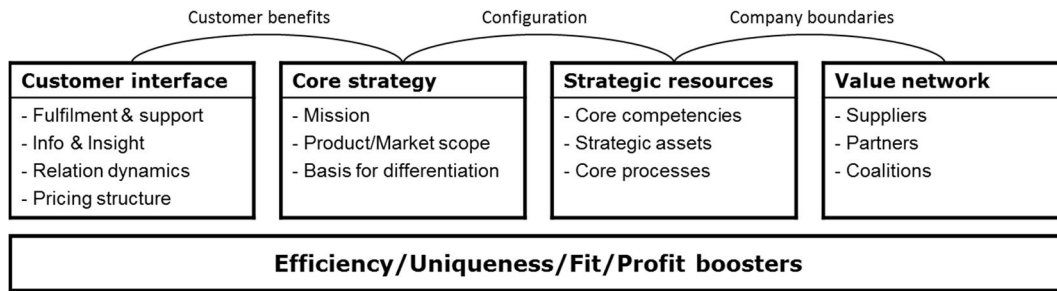 Customer benefits
Configuration
Company boundaries
Customer interface
- Fulfilment & support
- Info & Insight
- Relation dynamics
- Pricing structure
Core strategy
- Mission
- Product/Market scope
- Basis for differentiation
Strategic resources
- Core competencies
- Strategic assets
- Core processes
Value network
- Suppliers
- Partners
- Coalitions
Efficiency/Uniqueness/Fit/Profit boosters